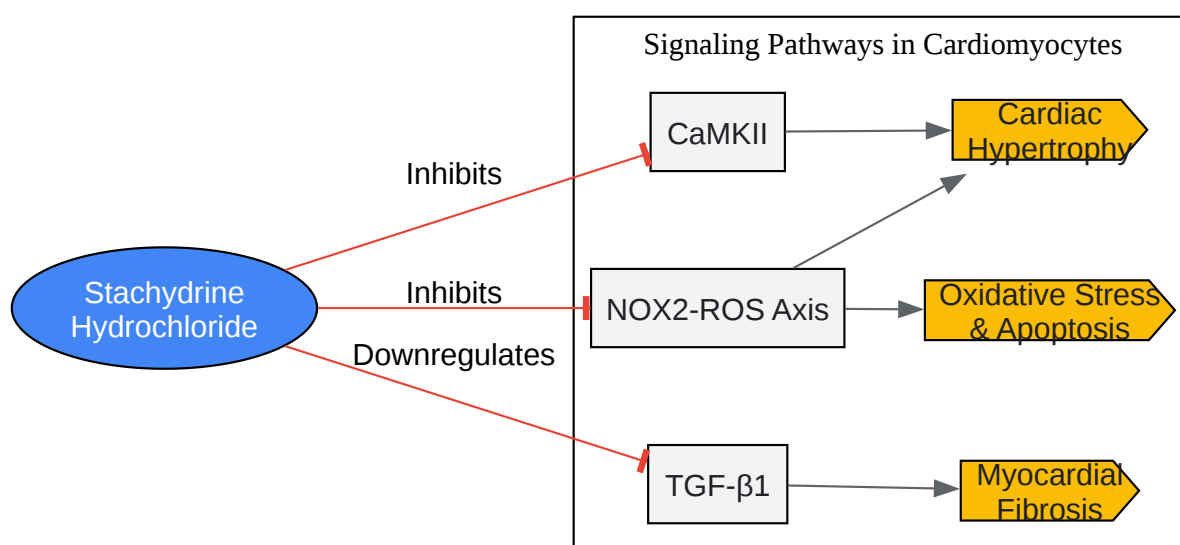 Signaling Pathways in Cardiomyocytes
CaMKII
Cardiac
Hypertrophy
Inhibits
Stachydrine
Hydrochloride
Inhibits
NOX2-ROS Axis
Oxidative Stress
& Apoptosis
Downregulates
TGF-β1
Myocardial
Fibrosis